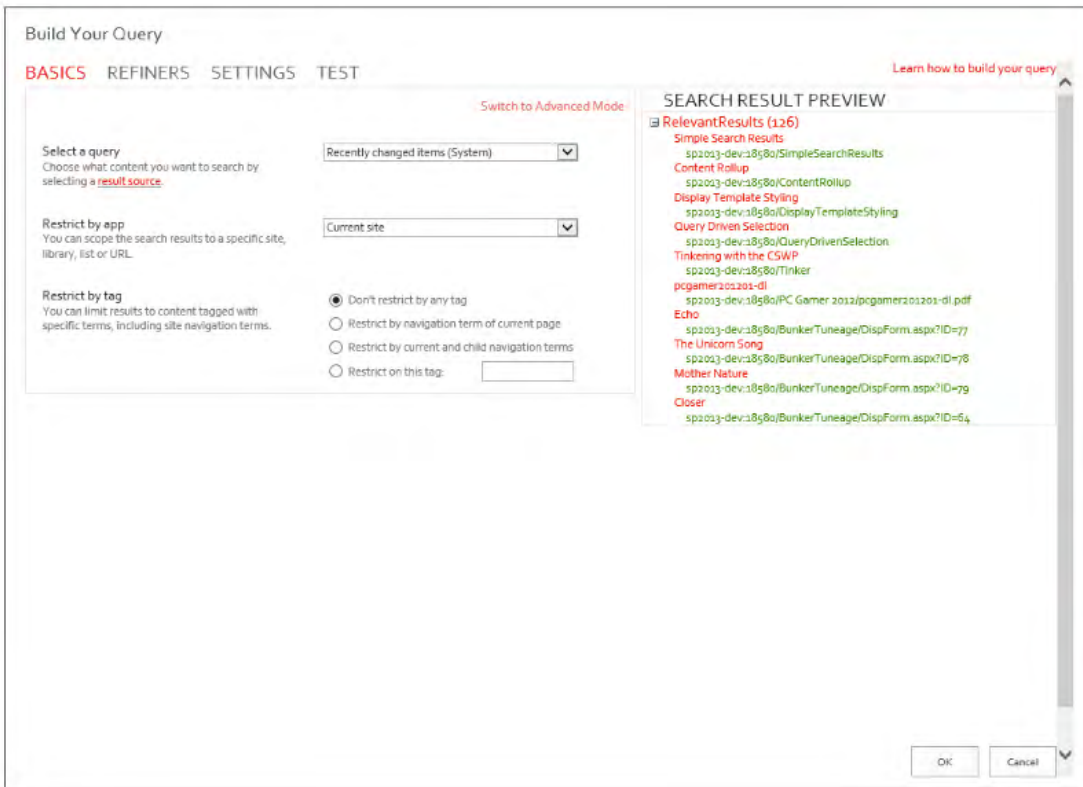 Build Your Query
BASICS REFINERS SETTINGS TEST
Learn how to build your query
Switch to Advanced Mode
Select a query
Choose what content you want to search by
selecting a result source.
Recently changed items (System)
Restrict by app
You can scope the search results to a specific site,
library, list or URL.
Current site
Restrict by tag
You can limit results to content tagged with
specific terms, including site navigation terms.
Don't restrict by any tag
Restrict by navigation term of current page
Restrict by current and child navigation terms
Restrict on this tag:
SEARCH RESULT PREVIEW
RelevantResults (126)
Simple Search Results
sp2013-dev:18580/SimpleSearchResults
Content Rollup
sp2013-dev:18580/ContentRollup
Display Template Styling
sp2013-dev:18580/DisplayTemplateStyling
Query Driven Selection
sp2013-dev:18580/QueryDrivenSelection
Tinkering with the CSWP
sp2013-dev:18580/Tinker
pcgamer201201-dl
sp2013-dev:18580/PC Gamer 2012/pcgamer201201-dl.pdf
Echo
sp2013-dev:18580/BunkerTuneage/DispForm.aspx?ID=77
The Unicorn Song
sp2013-dev:18580/BunkerTuneage/DispForm.aspx?ID=78
Mother Nature
sp2013-dev:18580/BunkerTuneage/DispForm.aspx?ID=79
Closer
sp2013-dev:18580/BunkerTuneage/DispForm.aspx?ID=64
OK Cancel